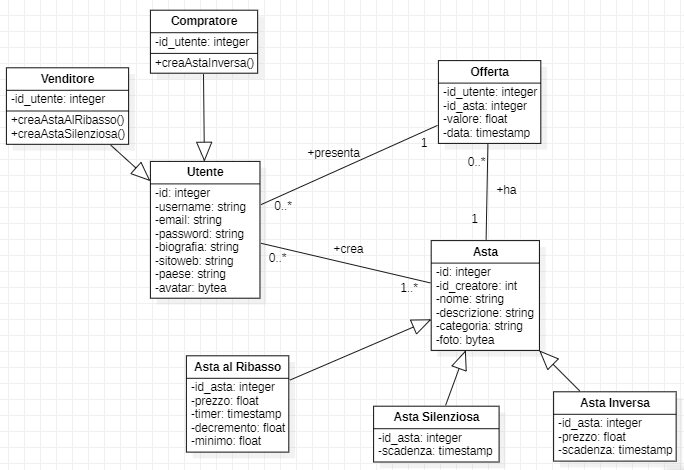 Compratore
-id_utente: integer
+creaAstaInversa()
Venditore
-id_utente: integer
+creaAstaAlRibasso()
+creaAstaSilenziosa()
Offerta
-id_utente: integer
-id_asta: integer
-valore: float
-data: timestamp
+presenta
1
0..*
Utente
-id: integer
-username: string
-email: string
-password: string
-biografia: string
-sitoweb: string
-paese: string
-avatar: bytea
0..*
+ha
1
+crea
0..*
1..*
Asta
-id: integer
-id_creatore: int
-nome: string
-descrizione: string
-categoria: string
-foto: bytea
Asta al Ribasso
-id_asta: integer
-prezzo: float
-timer: timestamp
-decremento: float
-minimo: float
Asta Silenziosa
-id_asta: integer
-scadenza: timestamp
Asta Inversa
-id_asta: integer
-prezzo: float
-scadenza: timestamp